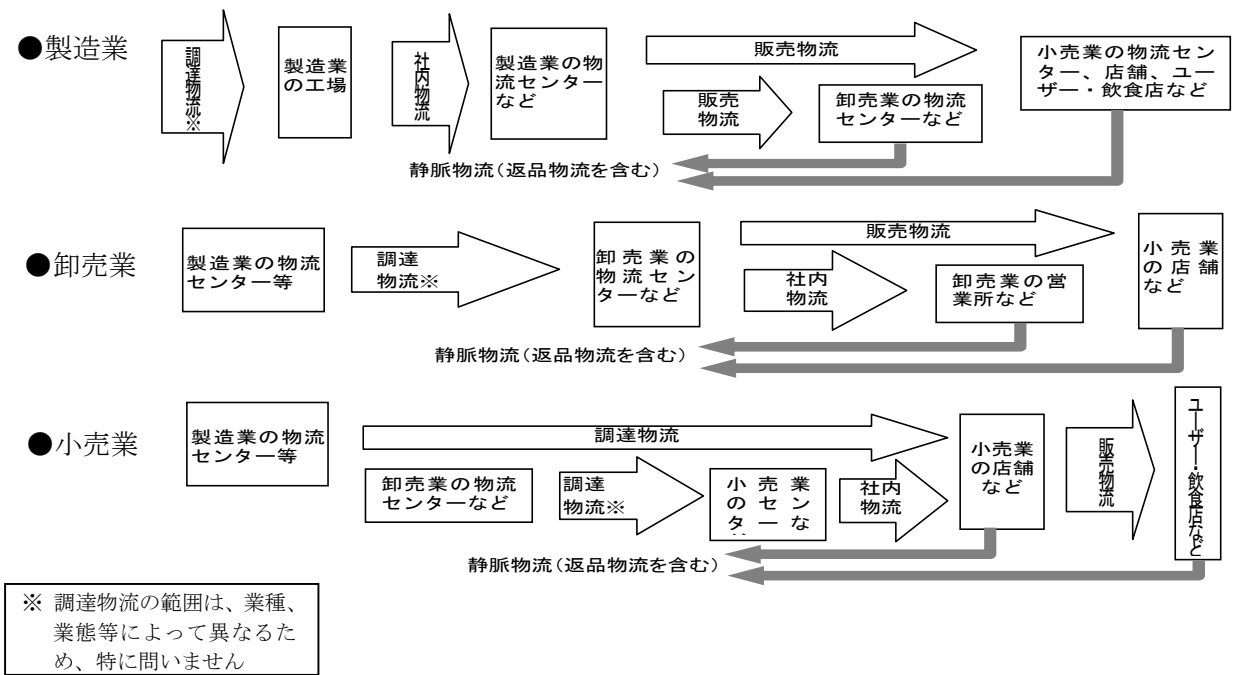 ●製造業
調達物流※
製造業
の工場
社内物流
製造業の物
流センター
など
販売物流
販売
物流
卸売業の物流
センターなど
小売業の物流セン
ター、店舗、ユー
ザー・飲食店など
静脈物流(返品物流を含む)
●卸売業
製造業の物流
センター等
調達
物流※
卸売業の
物流セン
ターなど
販売物流
社内
物流
卸売業の営
業所など
小売業
の店舗
など
静脈物流(返品物流を含む)
●小売業
製造業の物流
センター等
調達物流
卸売業の物流
センターなど
調達
物流※
小売業
のセン
ターな
社内
物流
小売業
の店舗
など
販売物流
ユーザー・飲食店など
静脈物流(返品物流を含む)
※ 調達物流の範囲は、業種、
業態等によって異なるた
め、特に問いません